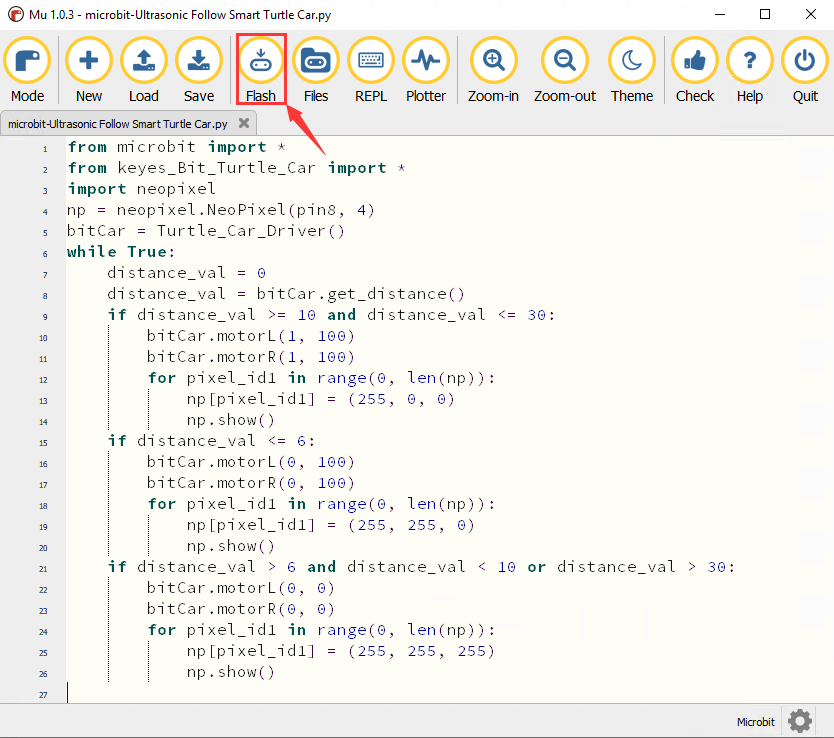 Mu 1.0.3 - microbit-Ultrasonic Follow Smart Turtle Car.py
Mode New Load Save Flash Files REPL Plotter Zoom-in Zoom-out Theme Check Help Quit
microbit-Ultrasonic Follow Smart Turtle Car.py
1 from microbit import *
2 from keyes_Bit_Turtle_Car import *
3 import neopixel
4 np = neopixel.NeoPixel(pin8, 4)
5 bitCar = Turtle_Car_Driver()
6 while True:
7     distance_val = 0
8     distance_val = bitCar.get_distance()
9     if distance_val >= 10 and distance_val <= 30:
10         bitCar.motorL(1, 100)
11         bitCar.motorR(1, 100)
12         for pixel_id1 in range(0, len(np)):
13             np[pixel_id1] = (255, 0, 0)
14             np.show()
15     if distance_val <= 6:
16         bitCar.motorL(0, 100)
17         bitCar.motorR(0, 100)
18         for pixel_id1 in range(0, len(np)):
19             np[pixel_id1] = (255, 255, 0)
20             np.show()
21     if distance_val > 6 and distance_val < 10 or distance_val > 30:
22         bitCar.motorL(0, 0)
23         bitCar.motorR(0, 0)
24         for pixel_id1 in range(0, len(np)):
25             np[pixel_id1] = (255, 255, 255)
26             np.show()
27
Microbit